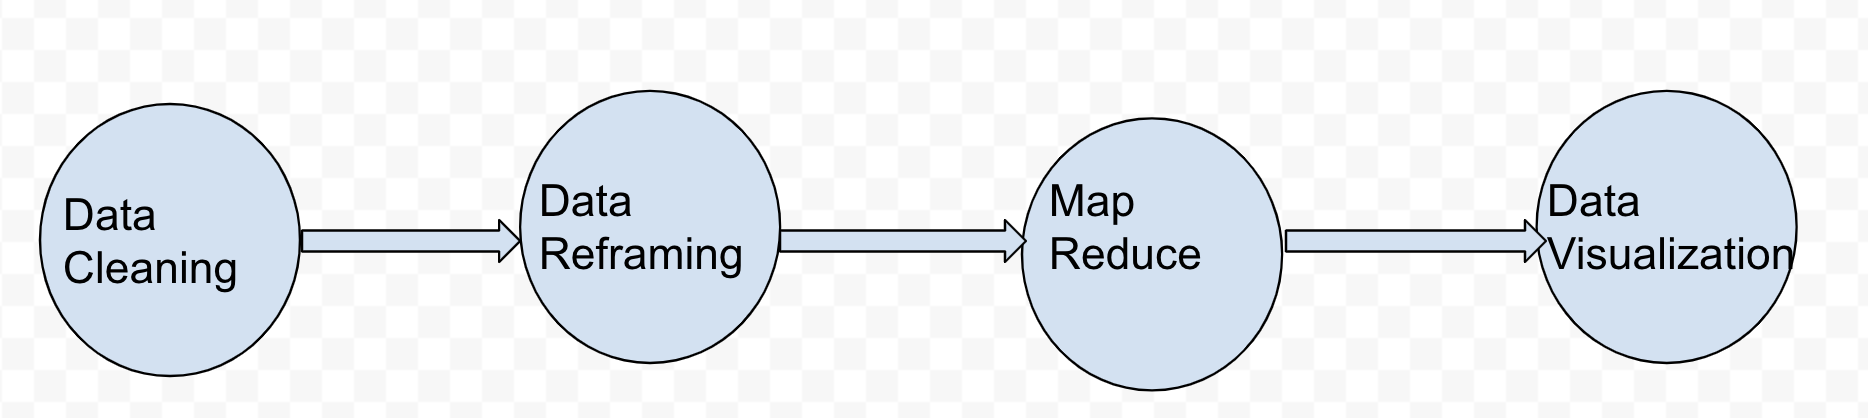 Data
Cleaning
Data
Reframing
Map
Reduce
Data
Visualization